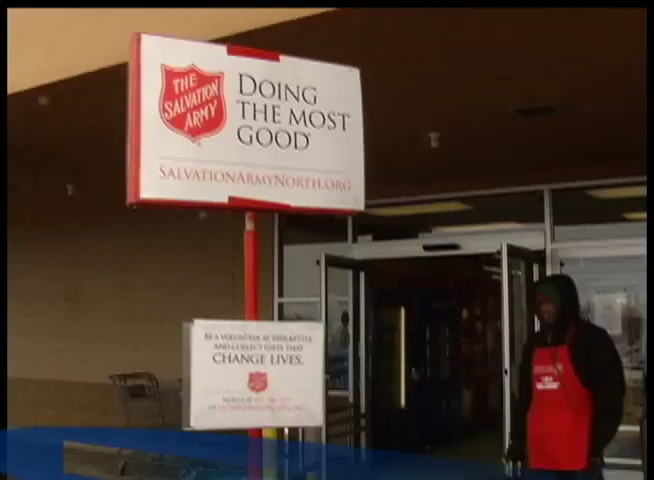 THE
SALVATION
ARMY
DOING
THE MOST
GOOD
SALVATIONARMYNORTH.ORG
BE A VOLUNTEER AT THIS KETTLE
AND COLLECT GIFTS THAT
CHANGE LIVES.